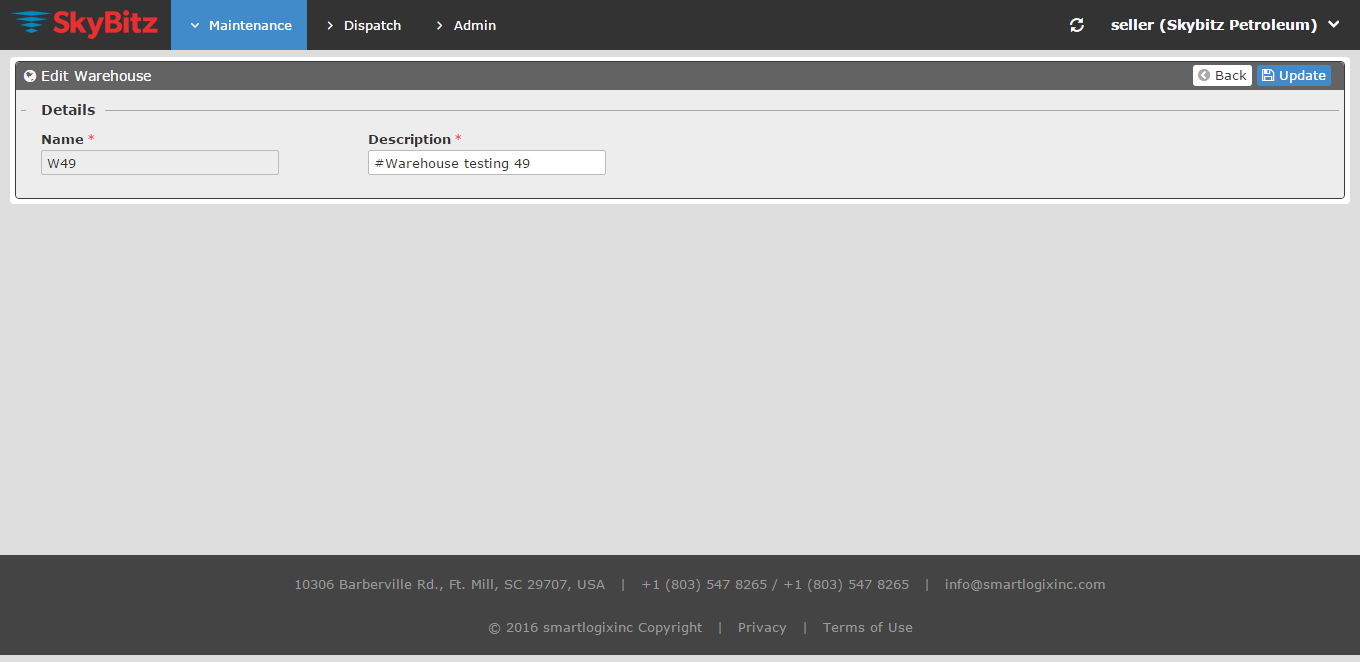 SkyBitz Maintenance Dispatch Admin seller (Skybitz Petroleum)
Edit Warehouse Back Update
Details
Name * Description *
W49 #Warehouse testing 49
10306 Barberville Rd., Ft. Mill, SC 29707, USA | +1 (803) 547 8265 / +1 (803) 547 8265 | info@smartlogixinc.com
© 2016 smartlogixinc Copyright | Privacy | Terms of Use